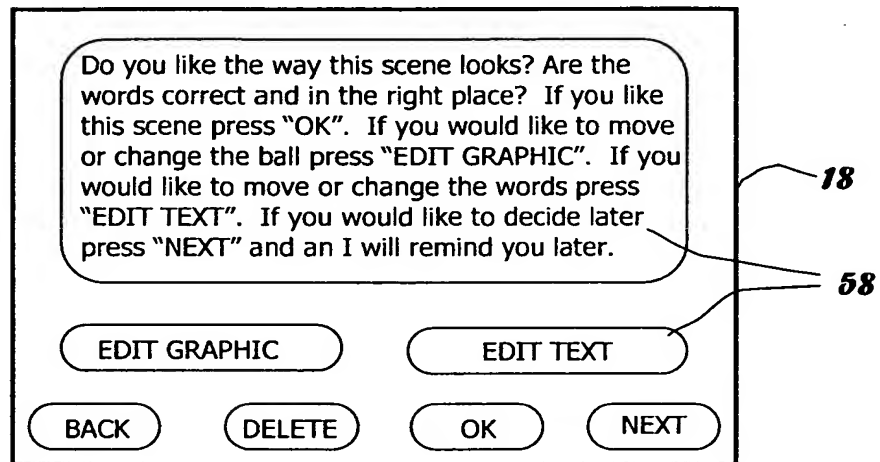 Do you like the way this scene looks? Are the
words correct and in the right place? If you like
this scene press "OK". If you would like to move
or change the ball press "EDIT GRAPHIC". If you
would like to move or change the words press
"EDIT TEXT". If you would like to decide later
press "NEXT" and an I will remind you later.
18
58
EDIT GRAPHIC EDIT TEXT
BACK DELETE OK NEXT